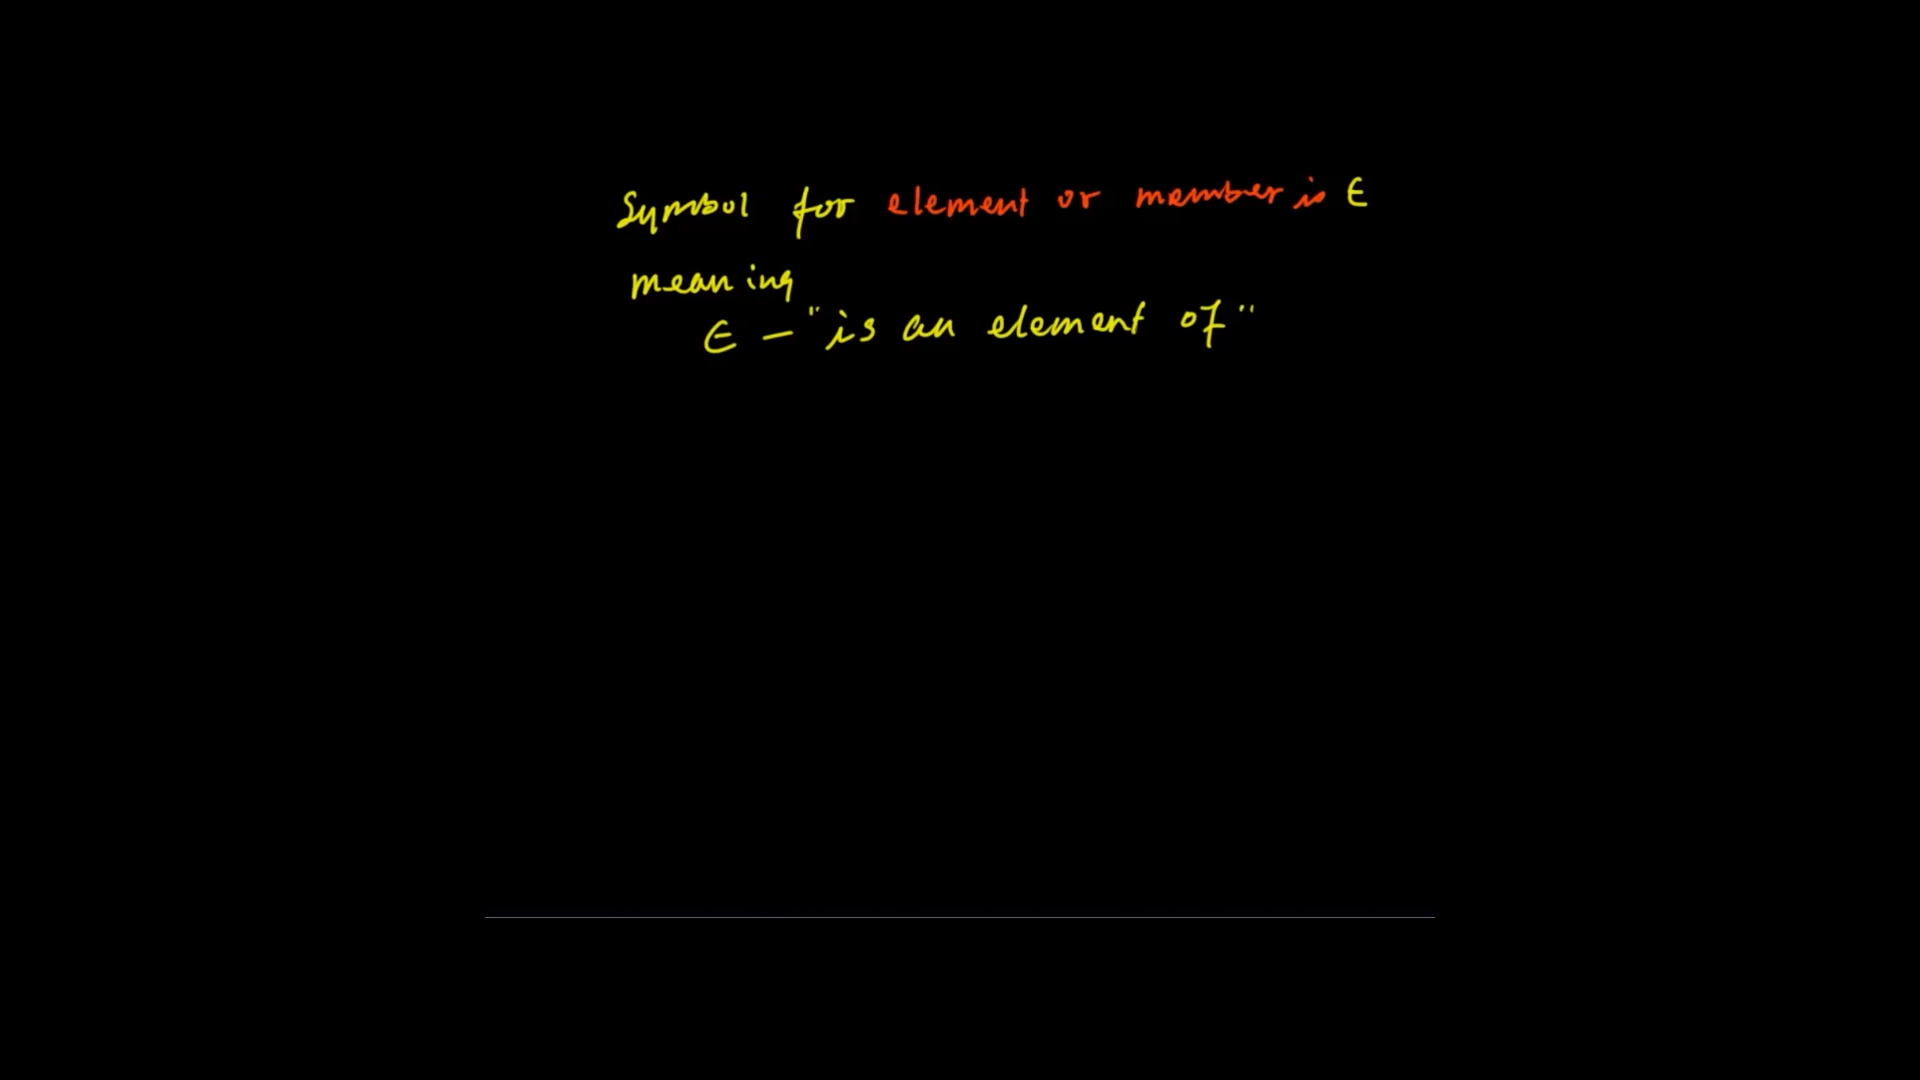 Symbol for element or member is ∈
meaning
∈ – "is an element of"